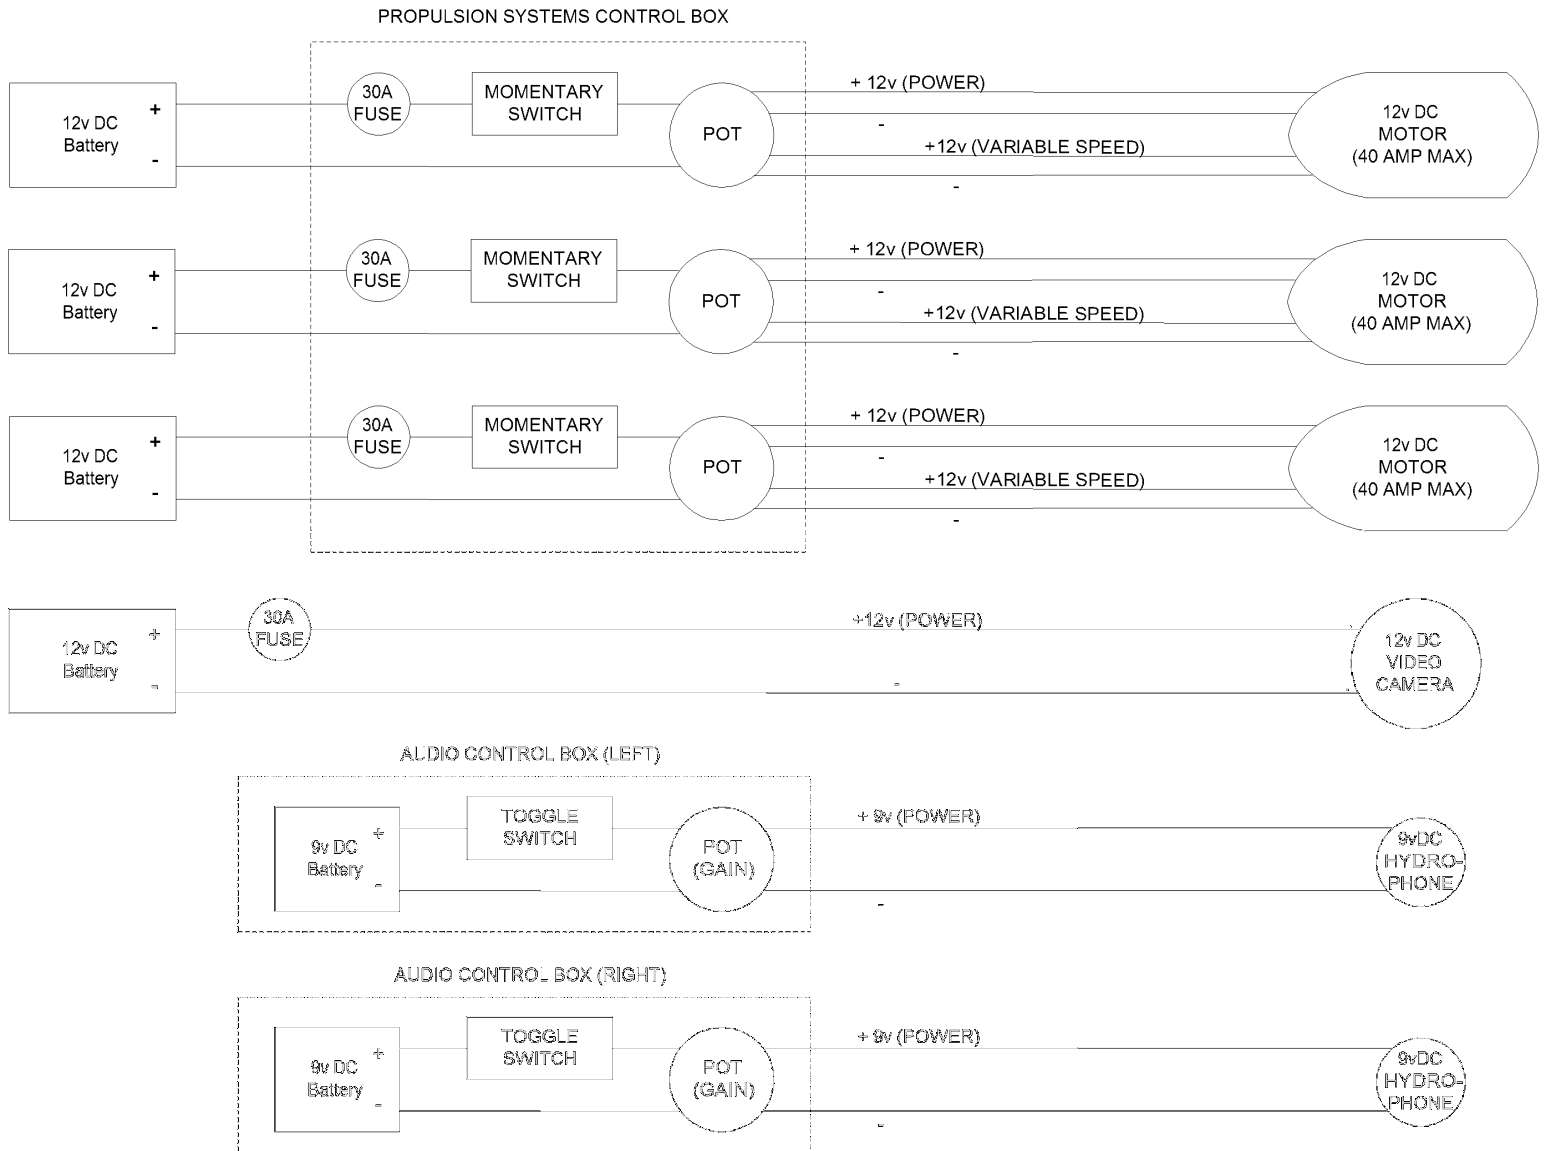 PROPULSION SYSTEMS CONTROL BOX
12v DC
Battery
+
-
30A
FUSE
MOMENTARY
SWITCH
POT
+ 12v (POWER)
-
+12v (VARIABLE SPEED)
-
12v DC
MOTOR
(40 AMP MAX)
12v DC
Battery
+
-
30A
FUSE
MOMENTARY
SWITCH
POT
+ 12v (POWER)
-
+12v (VARIABLE SPEED)
-
12v DC
MOTOR
(40 AMP MAX)
12v DC
Battery
+
-
30A
FUSE
MOMENTARY
SWITCH
POT
+ 12v (POWER)
-
+12v (VARIABLE SPEED)
-
12v DC
MOTOR
(40 AMP MAX)
12v DC
Battery
+
-
30A
FUSE
+12v (POWER)
-
12v DC
VIDEO
CAMERA
AUDIO CONTROL BOX (LEFT)
9v DC
Battery
+
-
TOGGLE
SWITCH
POT
(GAIN)
+ 9v (POWER)
-
9vDC
HYDRO-
PHONE
AUDIO CONTROL BOX (RIGHT)
9v DC
Battery
+
-
TOGGLE
SWITCH
POT
(GAIN)
+ 9v (POWER)
-
9vDC
HYDRO-
PHONE